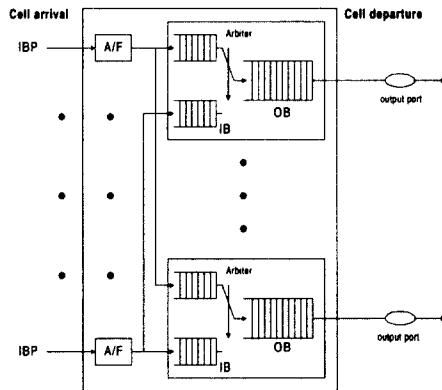 Cell arrival
Cell departure
IBP
A/F
Arbiter
OB
IB
output port
Arbiter
OB
IB
output port
IBP
A/F